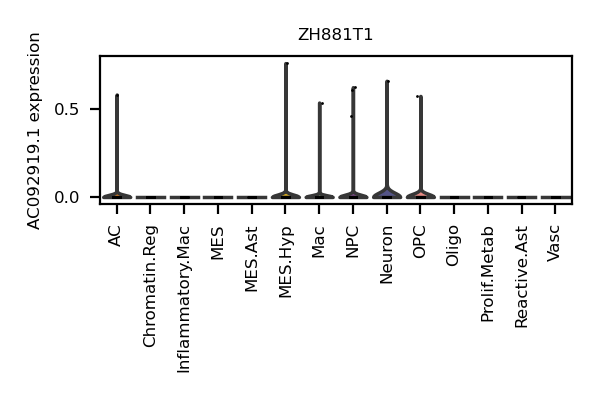 ZH881T1
AC092919.1 expression
0.5
0.0
AC
Chromatin.Reg
Inflammatory.Mac
MES
MES.Ast
MES.Hyp
Mac
NPC
Neuron
OPC
Oligo
Prolif.Metab
Reactive.Ast
Vasc